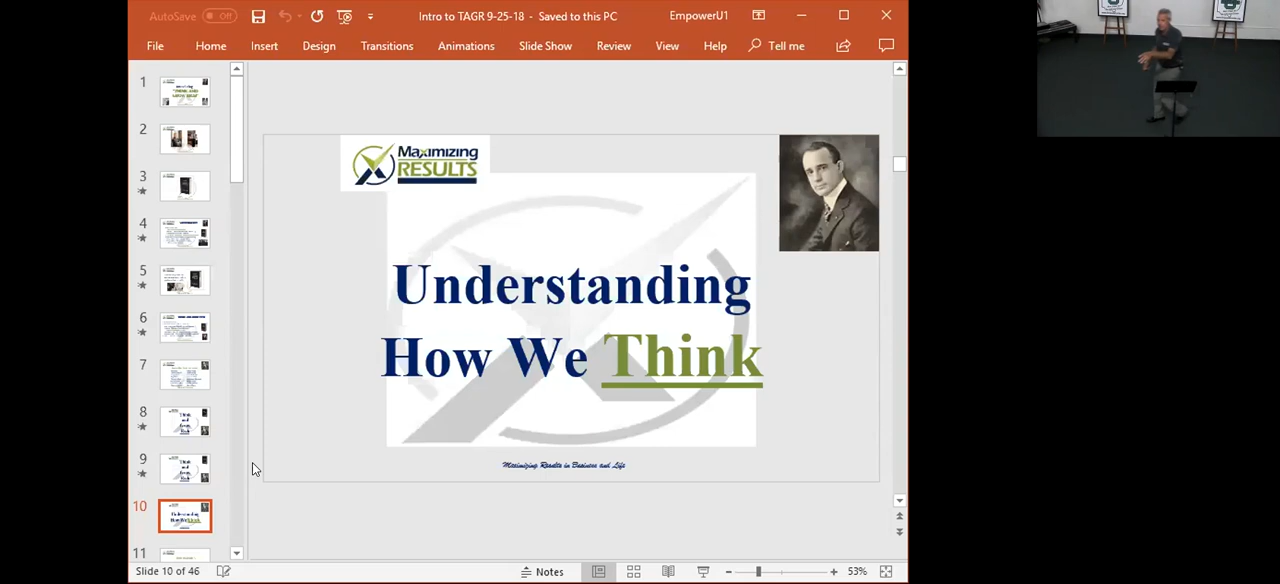 AutoSave Off
Intro to TAGR 9-25-18 - Saved to this PC
EmpowerU1
File Home Insert Design Transitions Animations Slide Show Review View Help Tell me
1
2
3
4
5
6
7
8
9
10
11
Maximizing
RESULTS
Understanding
How We Think
Maximizing Results in Business and Life
Slide 10 of 46
Notes
53%